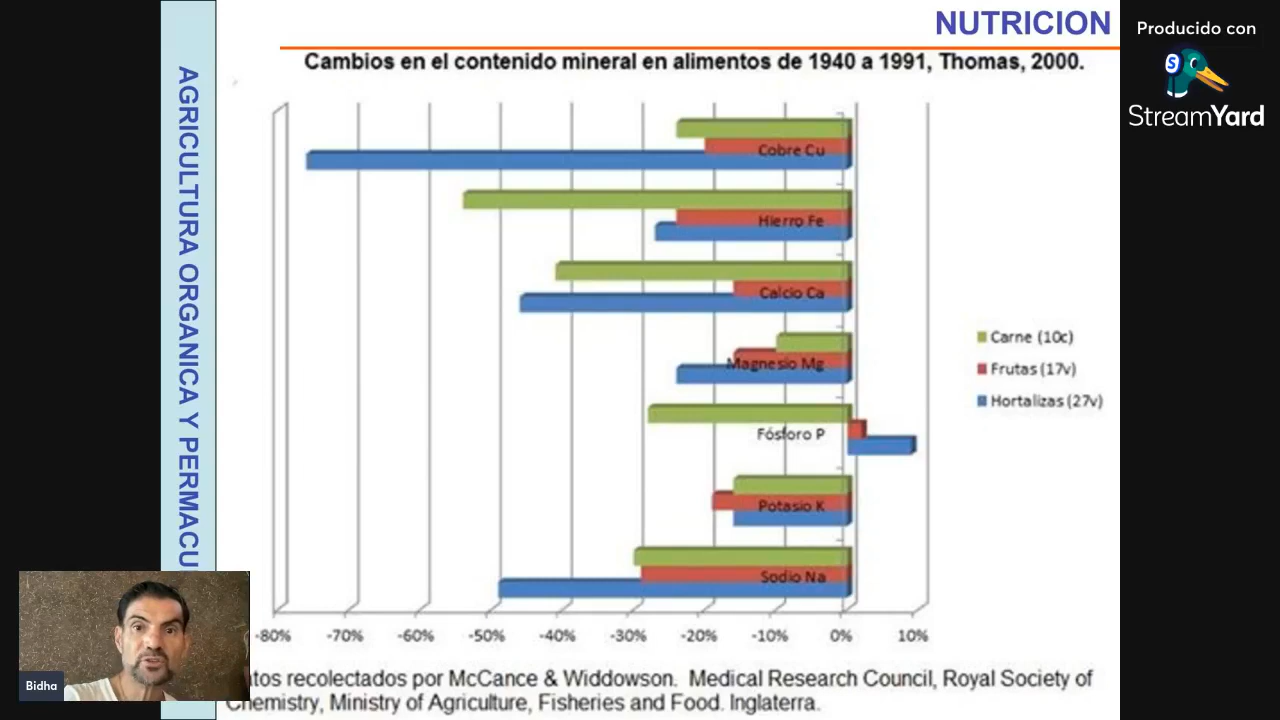 NUTRICION
Producido con
StreamYard
AGRICULTURA ORGANICA Y PERMACU
Cambios en el contenido mineral en alimentos de 1940 a 1991, Thomas, 2000.
Cobre Cu
Hierro Fe
Calcio Ca
Magnesio Mg
Fósforo P
Potasio K
Sodio Na
Carne (10c)
Frutas (17v)
Hortalizas (27v)
-80% -70% -60% -50% -40% -30% -20% -10% 0% 10%
tos recolectados por McCance & Widdowson. Medical Research Council, Royal Society of
Chemistry, Ministry of Agriculture, Fisheries and Food. Inglaterra.
Bidha